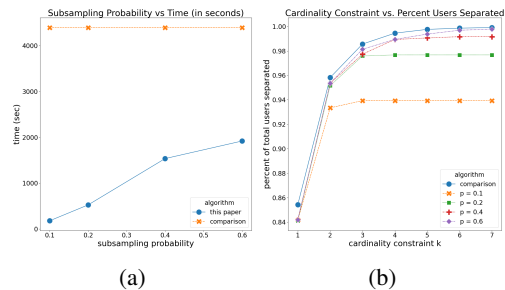 Subsampling Probability vs Time (in seconds)
time (sec)
4000
3000
2000
1000
0
0.1
0.2
0.3
0.4
0.5
0.6
subsampling probability
algorithm
this paper
comparison
(a)
Cardinality Constraint vs. Percent Users Separated
percent of total users separated
1.00
0.98
0.96
0.94
0.92
0.90
0.88
0.86
0.84
1
2
3
4
5
6
7
cardinality constraint k
algorithm
comparison
p = 0.1
p = 0.2
p = 0.4
p = 0.6
(b)